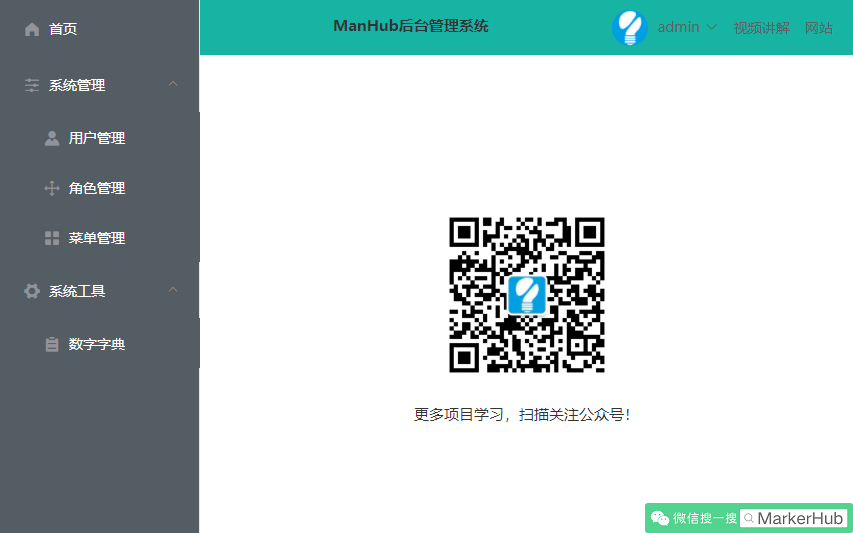 首页
系统管理
用户管理
角色管理
菜单管理
系统工具
数字字典
ManHub后台管理系统
admin
视频讲解
网站
更多项目学习，扫描关注公众号！
微信搜一搜
MarkerHub